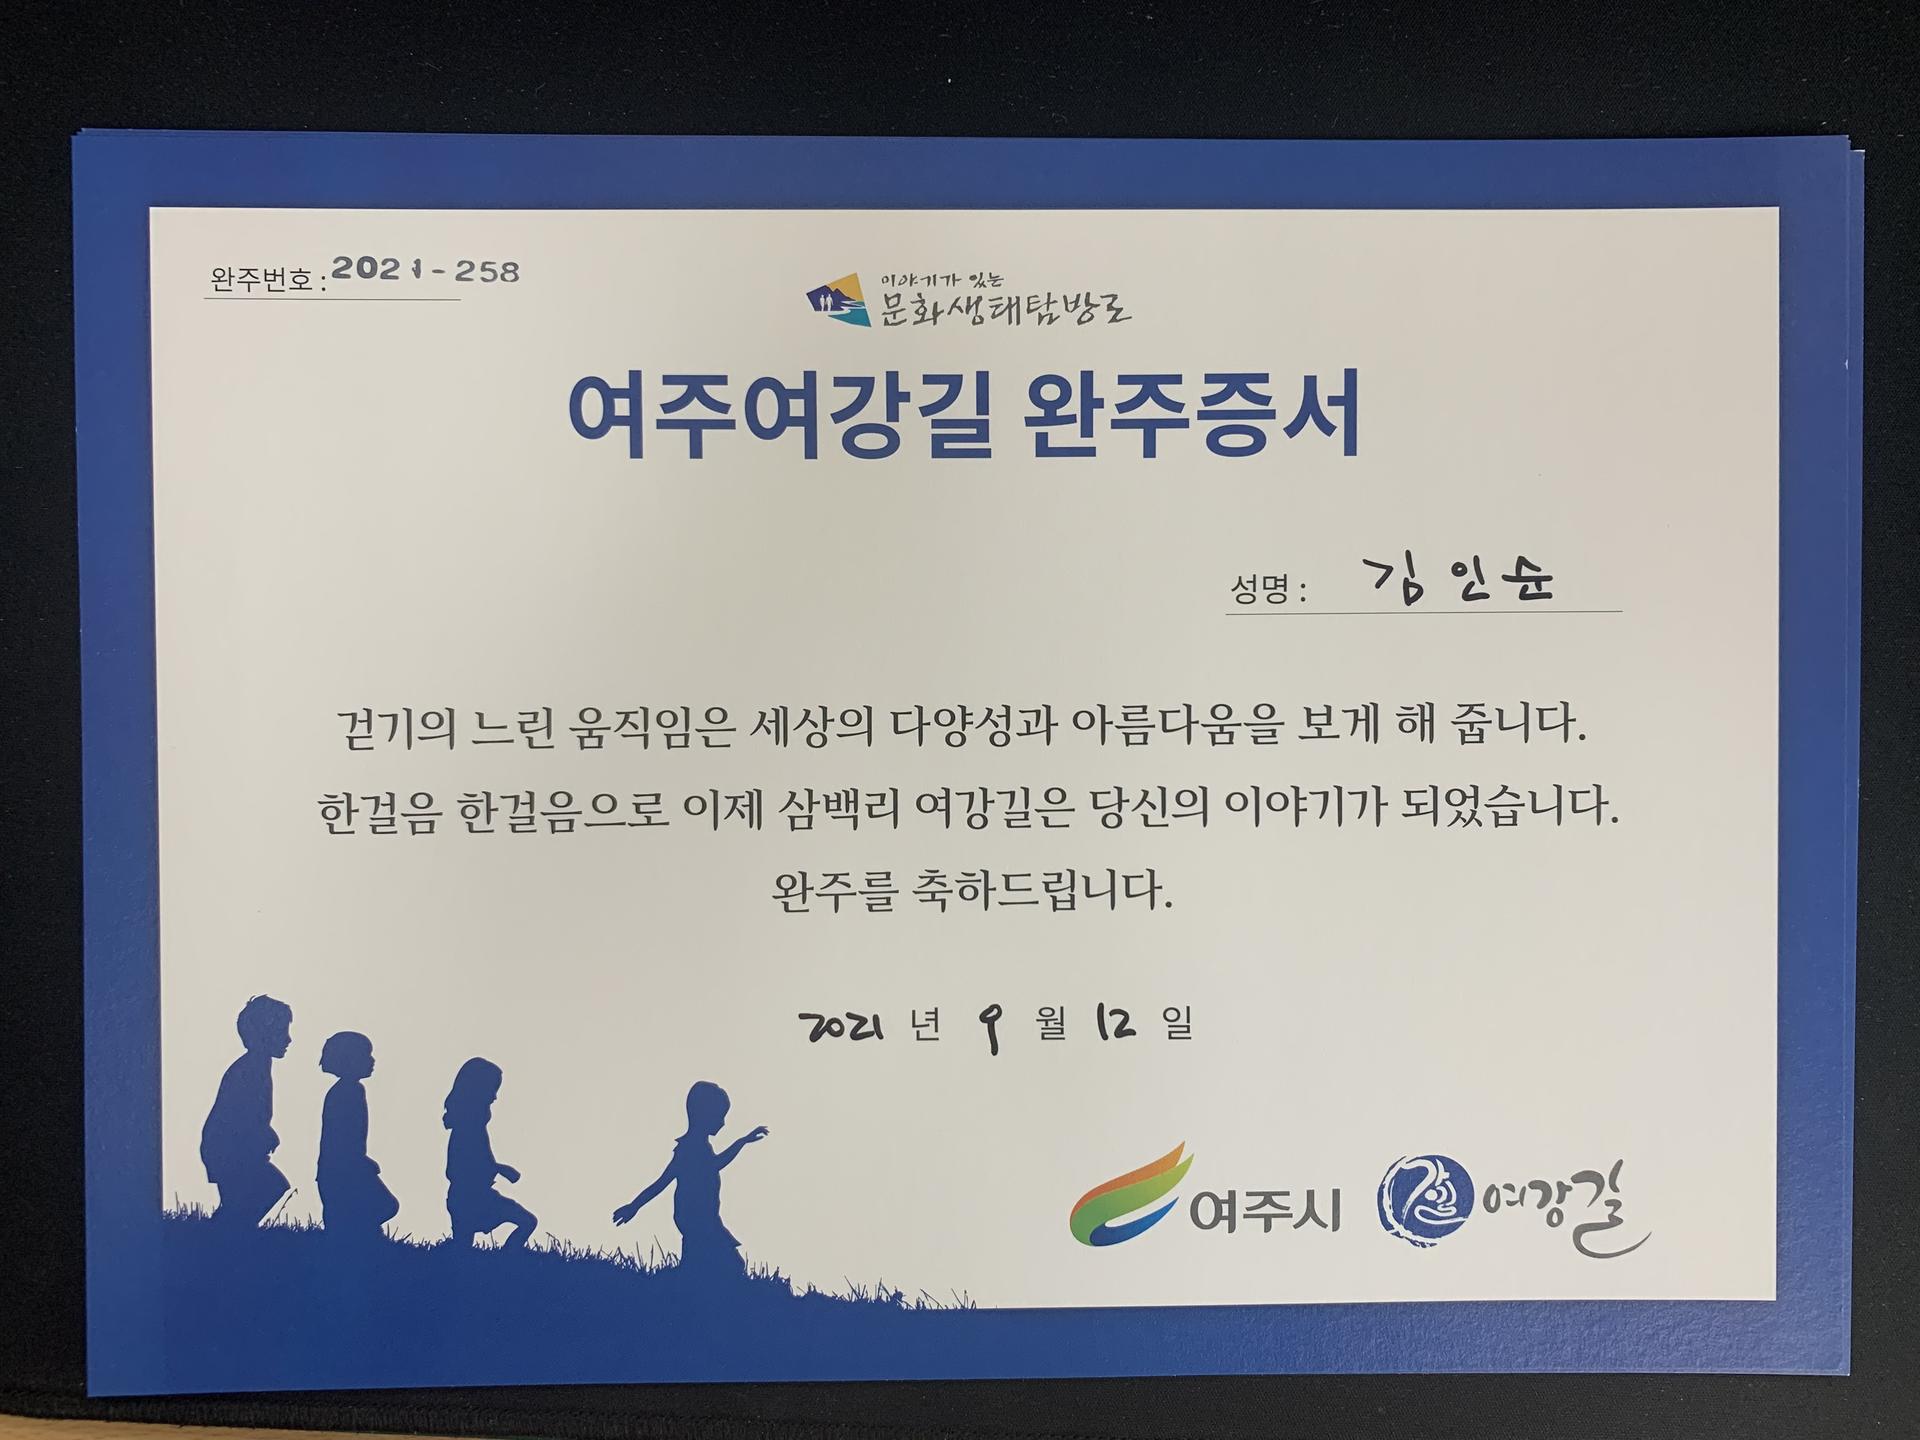 완주번호 : 2021-258
이야기가 있는
문화생태탐방로
여주여강길 완주증서
성명 : 김인순
걷기의 느린 움직임은 세상의 다양성과 아름다움을 보게 해 줍니다.
한걸음 한걸음으로 이제 삼백리 여강길은 당신의 이야기가 되었습니다.
완주를 축하드립니다.
2021 년 9 월 12 일
여주시
여강길